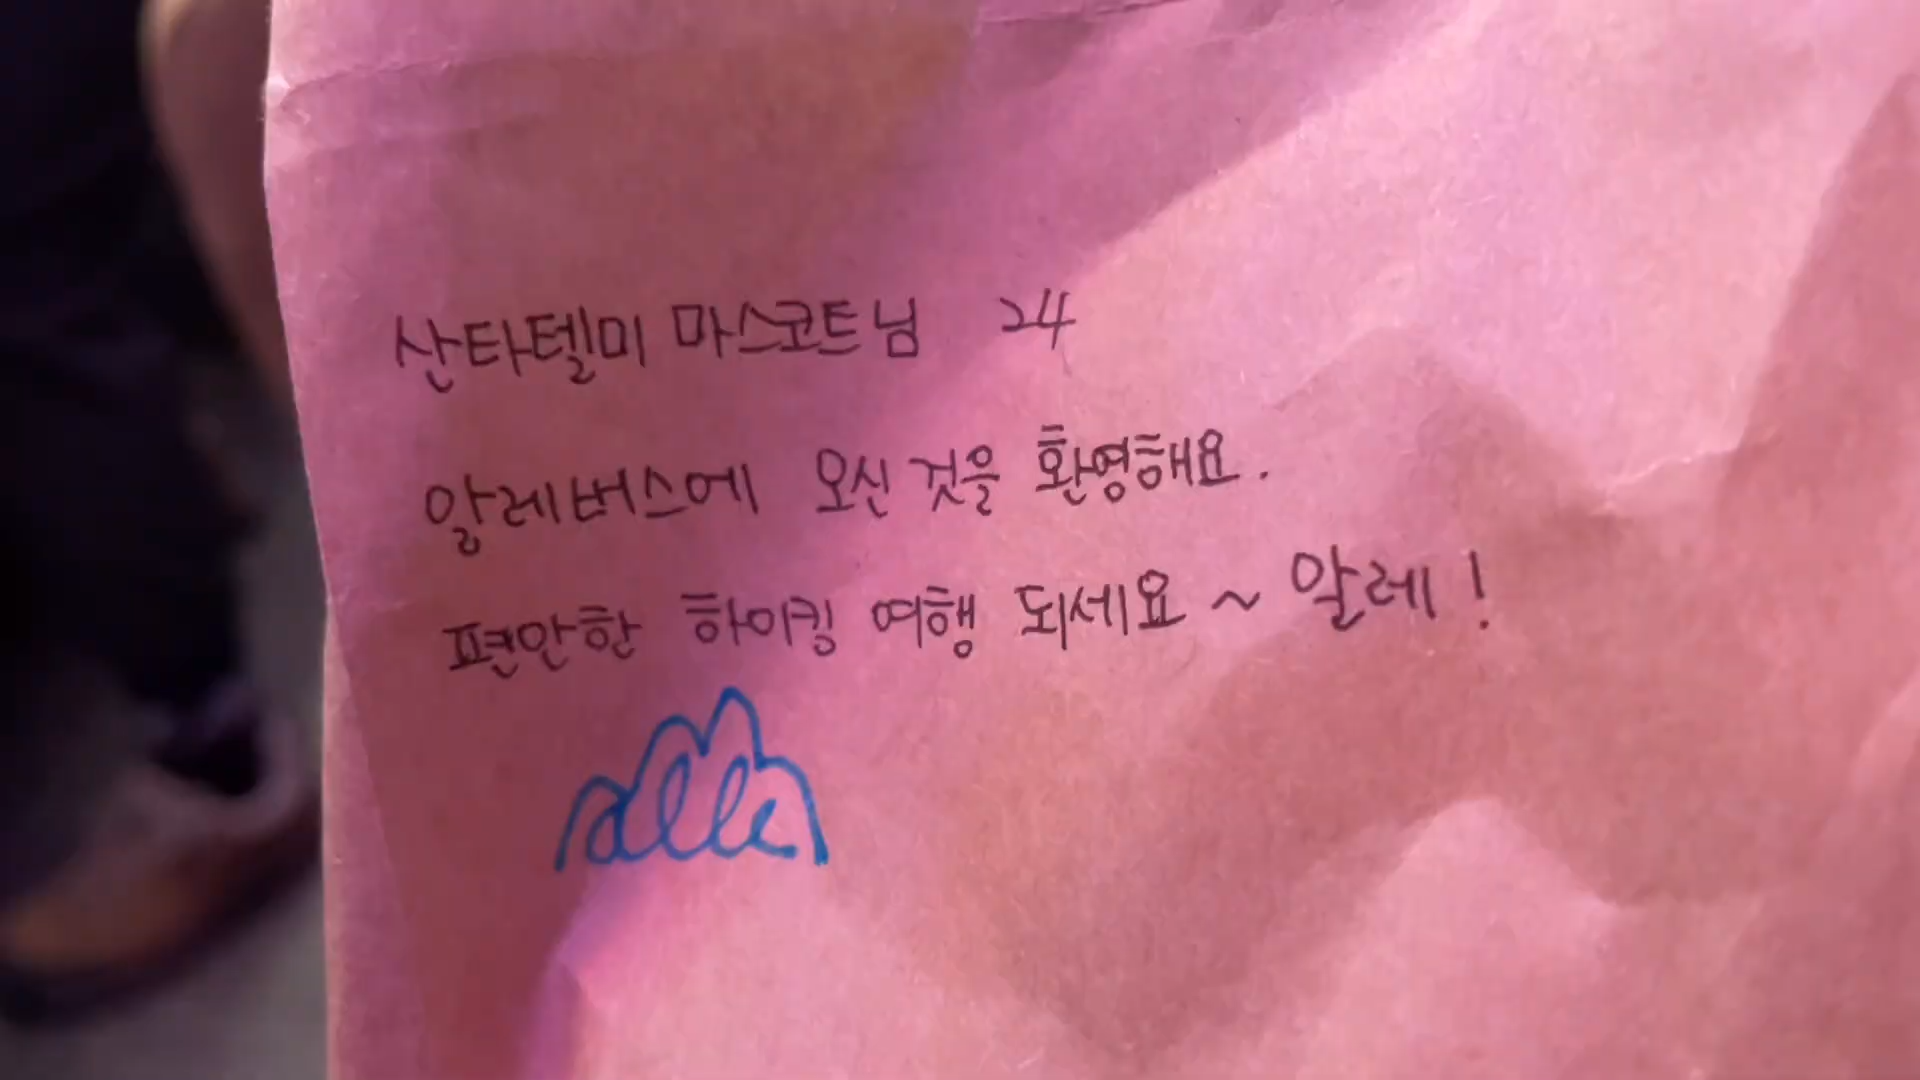 산타텔미 마스코트님 24
알레버스에 오신 것을 환영해요.
편안한 하이킹 여행 되세요~ 알레!
alle